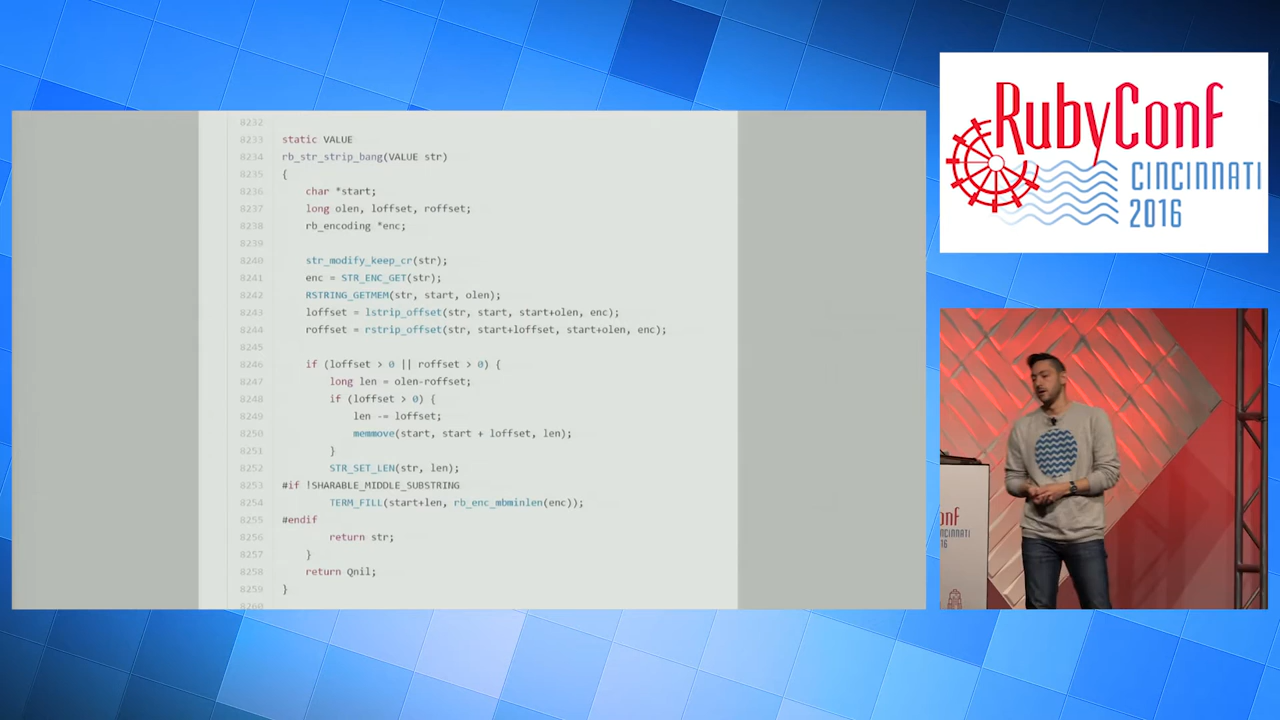 8232
8233 static VALUE
8234 rb_str_strip_bang(VALUE str)
8235 {
8236 char *start;
8237 long olen, loffset, roffset;
8238 rb_encoding *enc;
8239
8240 str_modify_keep_cr(str);
8241 enc = STR_ENC_GET(str);
8242 RSTRING_GETMEM(str, start, olen);
8243 loffset = lstrip_offset(str, start, start+olen, enc);
8244 roffset = rstrip_offset(str, start+loffset, start+olen, enc);
8245
8246 if (loffset > 0 || roffset > 0) {
8247 long len = olen-roffset;
8248 if (loffset > 0) {
8249 len -= loffset;
8250 memmove(start, start + loffset, len);
8251 }
8252 STR_SET_LEN(str, len);
8253 #if !SHARABLE_MIDDLE_SUBSTRING
8254 TERM_FILL(start+len, rb_enc_mbminlen(enc));
8255 #endif
8256 return str;
8257 }
8258 return Qnil;
8259 }
8260
RubyConf
CINCINNATI
2016
nf
CINNATI
16